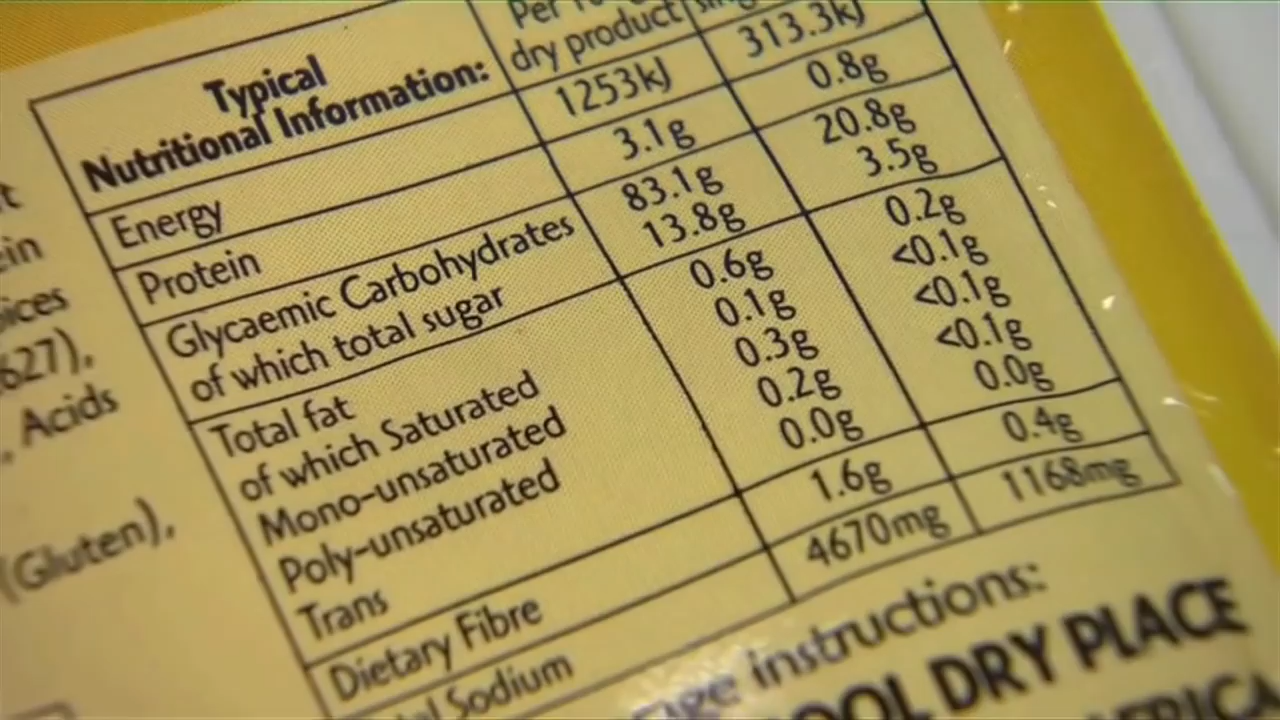 Typical
Nutritional Information:
Per
dry product
Energy 1253kJ 313.3kJ
Protein 3.1g 0.8g
Glycaemic Carbohydrates 83.1g 20.8g
of which total sugar 13.8g 3.5g
Total fat 0.6g 0.2g
of which Saturated 0.1g <0.1g
Mono-unsaturated 0.3g <0.1g
Poly-unsaturated 0.2g <0.1g
Trans 0.0g 0.0g
Dietary Fibre 1.6g 0.4g
Sodium 4670mg 1168mg
627),
Acids
(Gluten),
instructions:
DRY PLACE